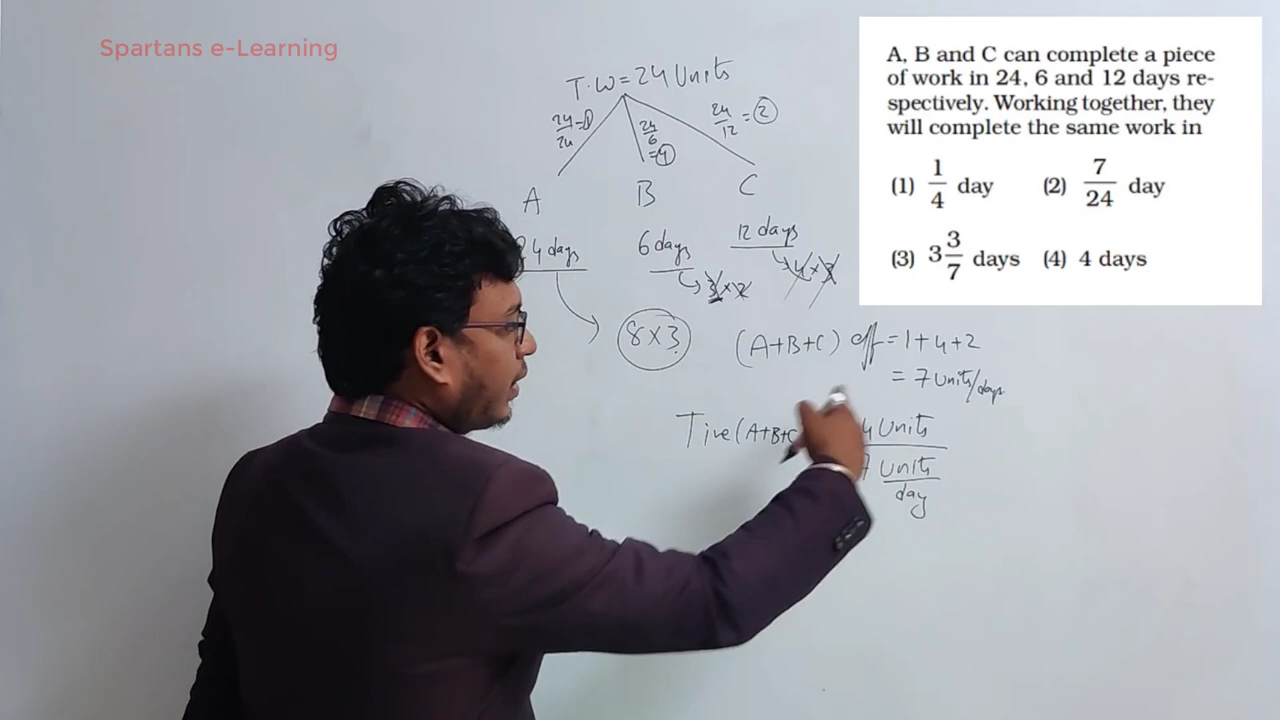 Spartans e-Learning
A, B and C can complete a piece
of work in 24, 6 and 12 days re-
spectively. Working together, they
will complete the same work in
(1) 1/4 day (2) 7/24 day
(3) 3 3/7 days (4) 4 days
T.W = 24 Units
24/24 = 1 24/6 = 4 24/12 = 2
A B C
24 days 6 days 12 days
8 × 3
(A+B+C) eff = 1+4+2
= 7 Units/days
Time (A+B+C 4 Units
7 Units
day